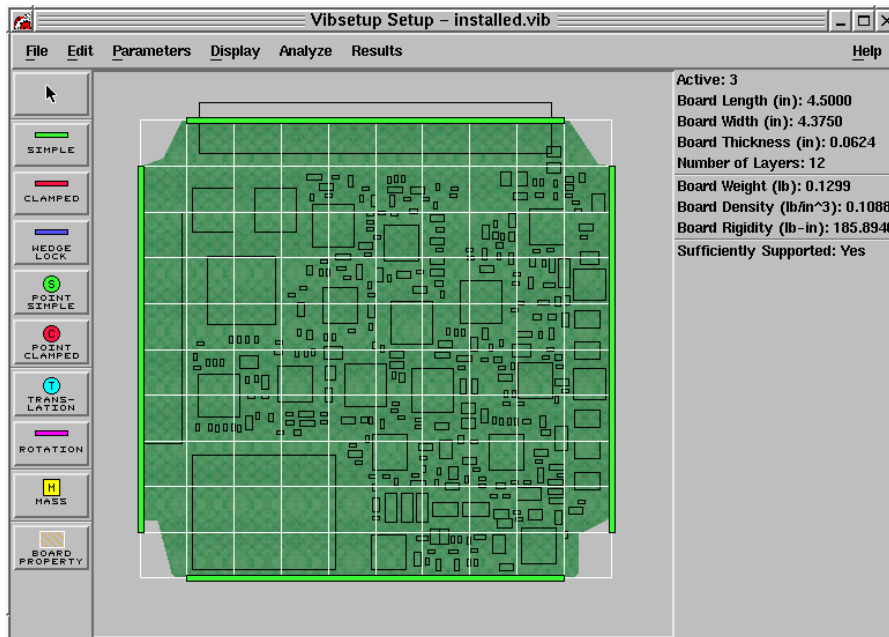 Vibsetup Setup – installed.vib
File Edit Parameters Display Analyze Results Help
SIMPLE
CLAMPED
WEDGE
LOCK
S
POINT
SIMPLE
C
POINT
CLAMPED
T
TRANS-
LATION
ROTATION
M
MASS
BOARD
PROPERTY
Active: 3
Board Length (in): 4.5000
Board Width (in): 4.3750
Board Thickness (in): 0.0624
Number of Layers: 12
Board Weight (lb): 0.1299
Board Density (lb/in^3): 0.1088
Board Rigidity (lb-in): 185.8940
Sufficiently Supported: Yes